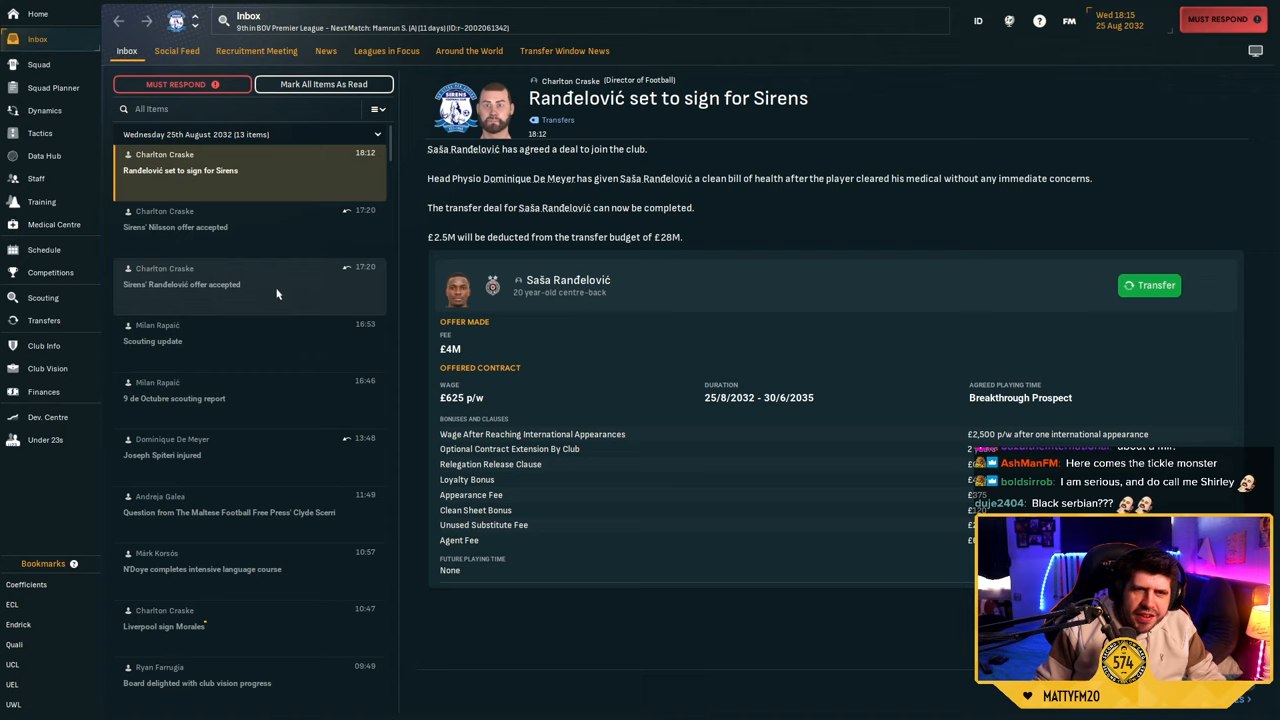 Home
Inbox
Squad
Squad Planner
Dynamics
Tactics
Data Hub
Staff
Training
Medical Centre
Schedule
Competitions
Scouting
Transfers
Club Info
Club Vision
Finances
Dev. Centre
Under 23s
Bookmarks ?
Coefficients
ECL
Endrick
Quali
UCL
UEL
UWL
Inbox
9th in BOV Premier League - Next Match: Hamrun S. (A) (11 days) (ID:r-2002061342)
ID
?
FM
Wed 18:15
25 Aug 2032
MUST RESPOND !
Inbox Social Feed Recruitment Meeting News Leagues in Focus Around the World Transfer Window News
MUST RESPOND !
Mark All Items As Read
All Items
Wednesday 25th August 2032 (13 items)
Charlton Craske 18:12
Ranđelović set to sign for Sirens
Charlton Craske 17:20
Sirens' Nilsson offer accepted
Charlton Craske 17:20
Sirens' Ranđelović offer accepted
Milan Rapaić 16:53
Scouting update
Milan Rapaić 16:46
9 de Octubre scouting report
Dominique De Meyer 13:48
Joseph Spiteri injured
Andreja Galea 11:49
Question from The Maltese Football Free Press' Clyde Scerri
Márk Korsós 10:57
N'Doye completes intensive language course
Charlton Craske 10:47
Liverpool sign Morales
Ryan Farrugia 09:49
Board delighted with club vision progress
Charlton Craske (Director of Football)
Ranđelović set to sign for Sirens
Transfers
18:12
Saša Ranđelović has agreed a deal to join the club.
Head Physio Dominique De Meyer has given Saša Ranđelović a clean bill of health after the player cleared his medical without any immediate concerns.
The transfer deal for Saša Ranđelović can now be completed.
£2.5M will be deducted from the transfer budget of £28M.
Saša Ranđelović
20 year-old centre-back
Transfer
OFFER MADE
FEE
£4M
OFFERED CONTRACT
WAGE DURATION AGREED PLAYING TIME
£625 p/w 25/8/2032 - 30/6/2035 Breakthrough Prospect
BONUSES AND CLAUSES
Wage After Reaching International Appearances £2,500 p/w after one international appearance
Optional Contract Extension By Club 2
Relegation Release Clause
Loyalty Bonus
Appearance Fee £375
Clean Sheet Bonus
Unused Substitute Fee
Agent Fee
FUTURE PLAYING TIME
None
AshManFM: Here comes the tickle monster
boldsirrob: I am serious, and do call me Shirley
duje2404: Black serbian???
574
MATTYFM20